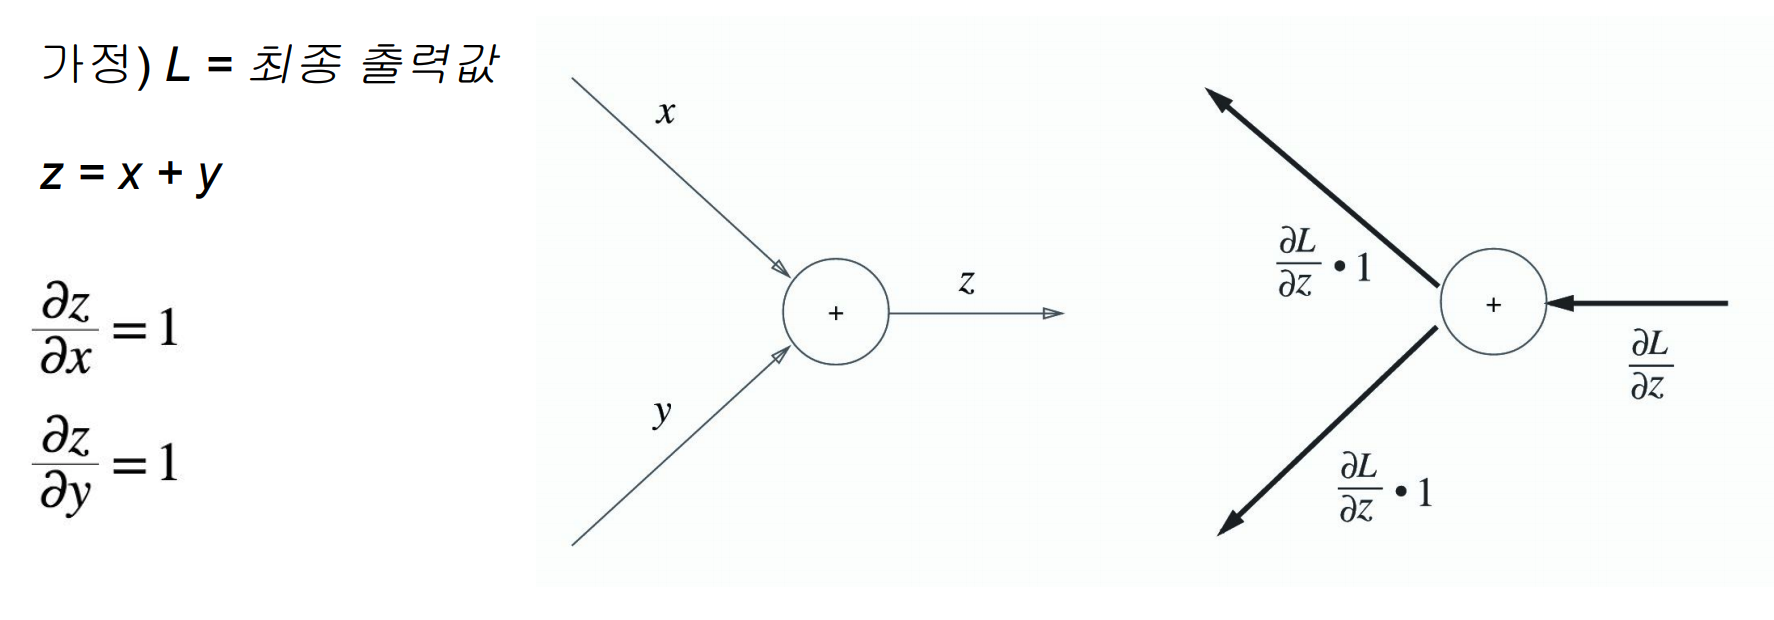 가정) L = 최종 출력값
z = x + y
∂z/∂x = 1
∂z/∂y = 1
x
y
+
z
∂L/∂z • 1
∂L/∂z • 1
+
∂L/∂z